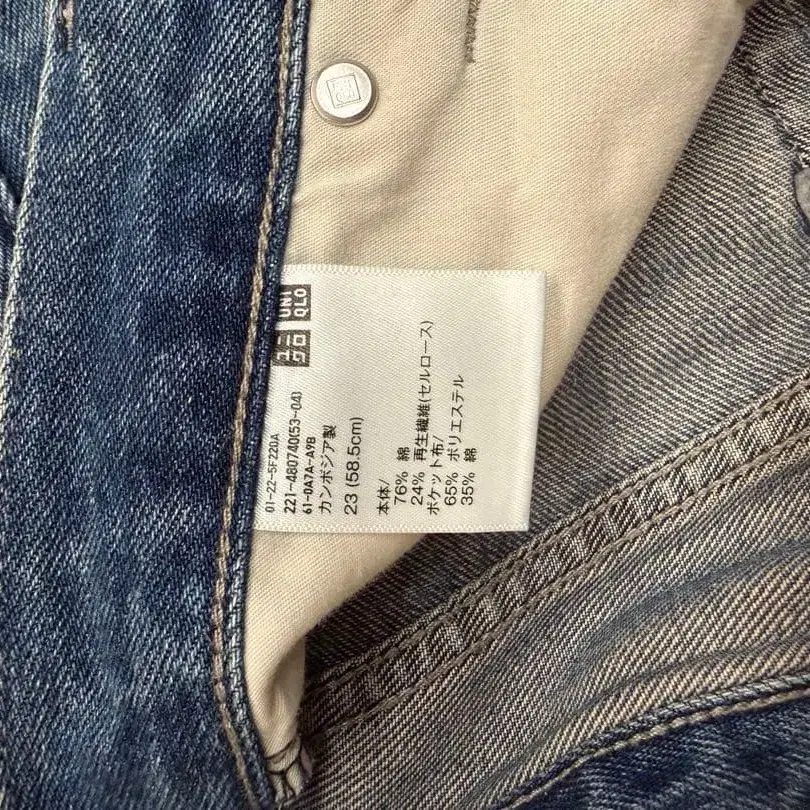 UNI
QLO
ユニ
クロ
01-22-5F220A
221-480740(53-04)
61-0A7A-A9B
カンボジア製
23 (58.5cm)
本体/
76% 綿
24% 再生繊維(セルロース)
ポケット布/
65% ポリエステル
35% 綿